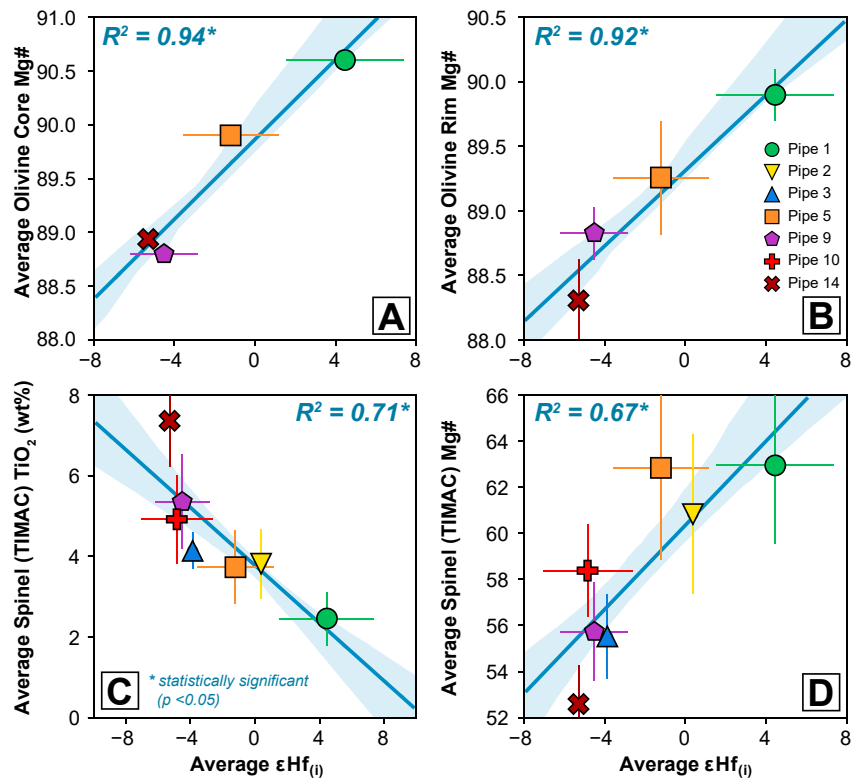 91.0
90.5
90.0
89.5
89.0
88.5
88.0
−8
−4
0
4
8
Average Olivine Core Mg#
R² = 0.94*
A
90.5
90.0
89.5
89.0
88.5
88.0
−8
−4
0
4
8
Average Olivine Rim Mg#
R² = 0.92*
Pipe 1
Pipe 2
Pipe 3
Pipe 5
Pipe 9
Pipe 10
Pipe 14
B
8
6
4
2
0
−8
−4
0
4
8
Average Spinel (TIMAC) TiO₂ (wt%)
R² = 0.71*
C
* statistically significant
(p <0.05)
Average εHf(i)
66
64
62
60
58
56
54
52
−8
−4
0
4
8
Average Spinel (TIMAC) Mg#
R² = 0.67*
D
Average εHf(i)